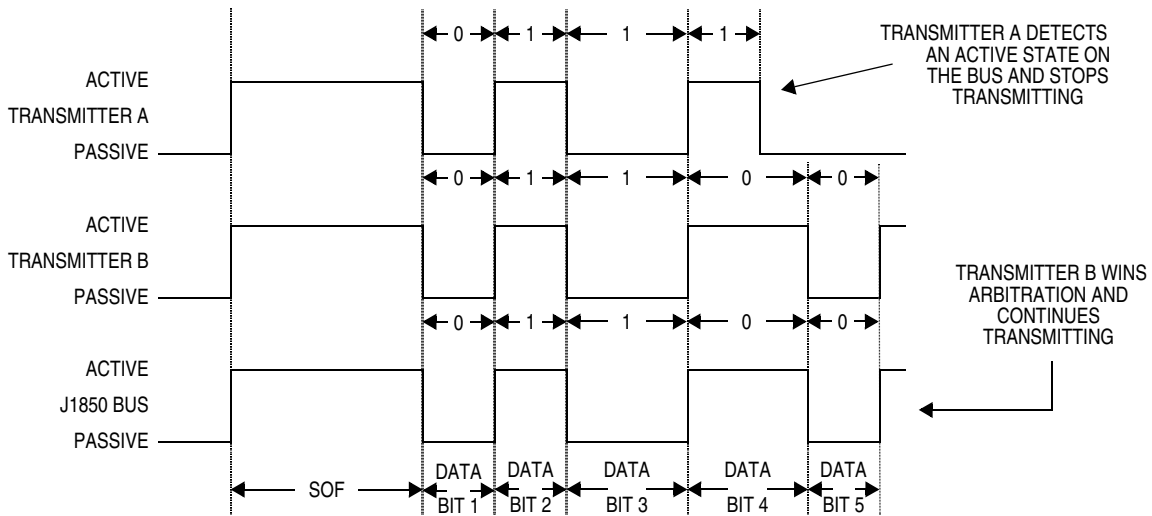 0 1 1 1
TRANSMITTER A DETECTS
AN ACTIVE STATE ON
THE BUS AND STOPS
TRANSMITTING
ACTIVE
TRANSMITTER A
PASSIVE
0 1 1 0 0
ACTIVE
TRANSMITTER B
PASSIVE
TRANSMITTER B WINS
ARBITRATION AND
CONTINUES
TRANSMITTING
0 1 1 0 0
ACTIVE
J1850 BUS
PASSIVE
SOF
DATA
BIT 1
DATA
BIT 2
DATA
BIT 3
DATA
BIT 4
DATA
BIT 5